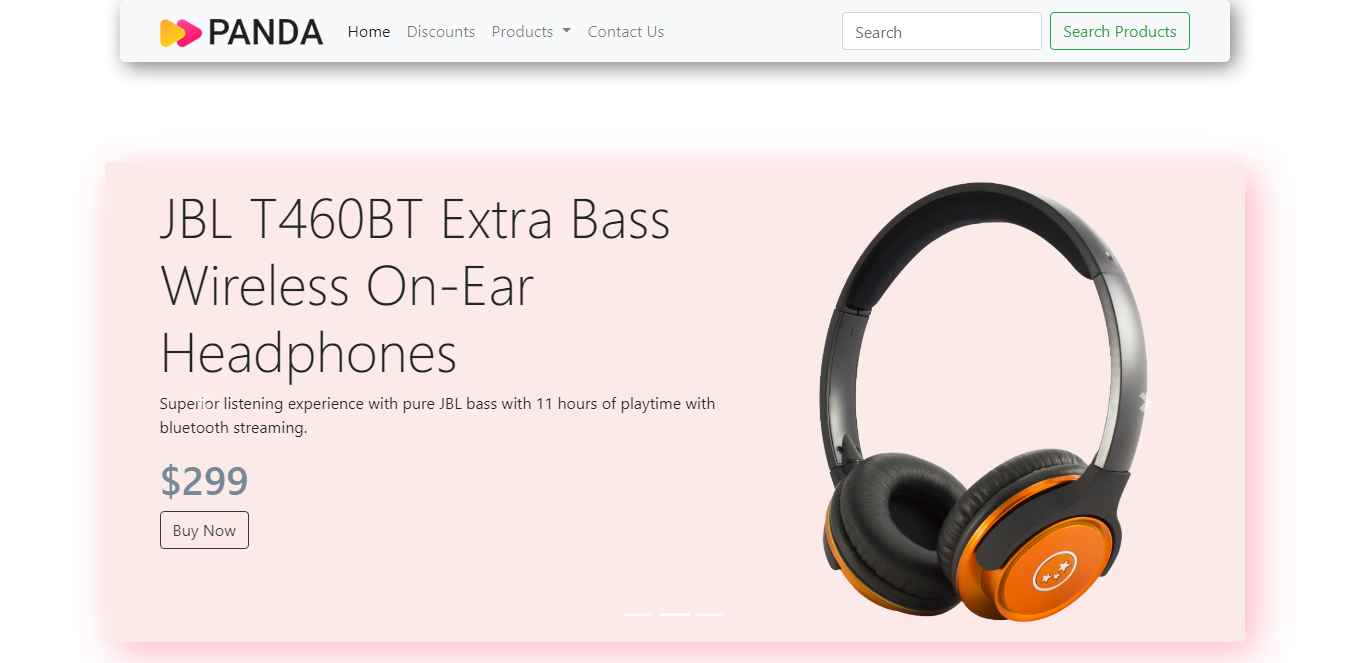 PANDA Home Discounts Products Contact Us Search Search Products
JBL T460BT Extra Bass
Wireless On-Ear
Headphones
Superior listening experience with pure JBL bass with 11 hours of playtime with
bluetooth streaming.
$299
Buy Now